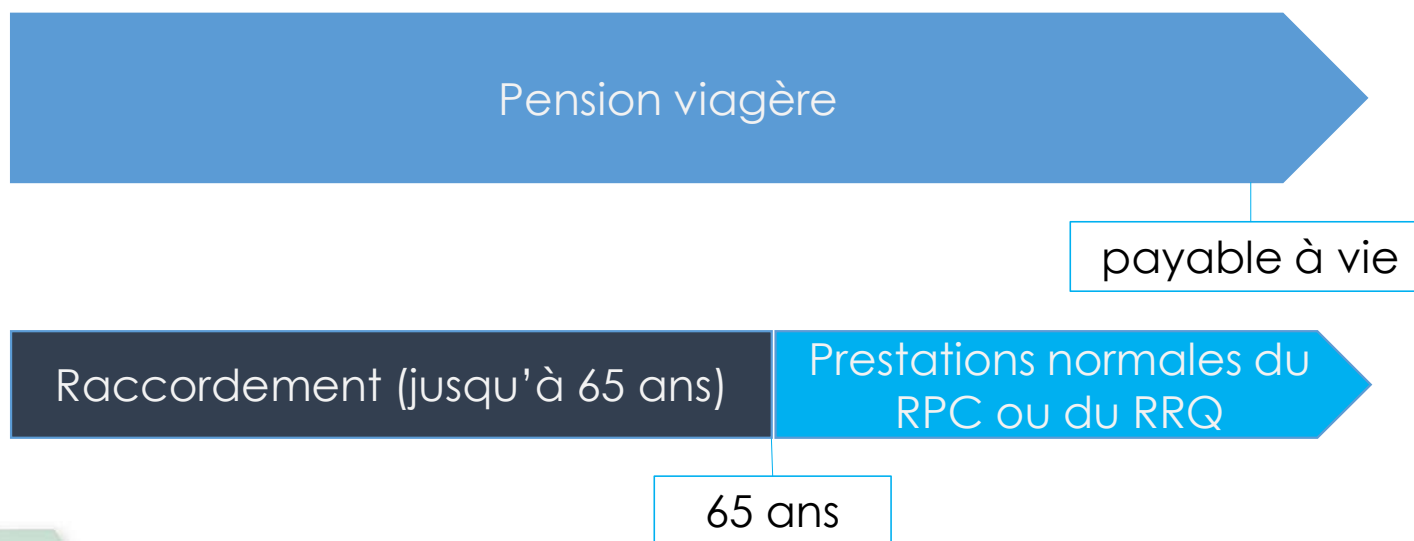 Pension viagère
payable à vie
Raccordement (jusqu’à 65 ans)
Prestations normales du
RPC ou du RRQ
65 ans